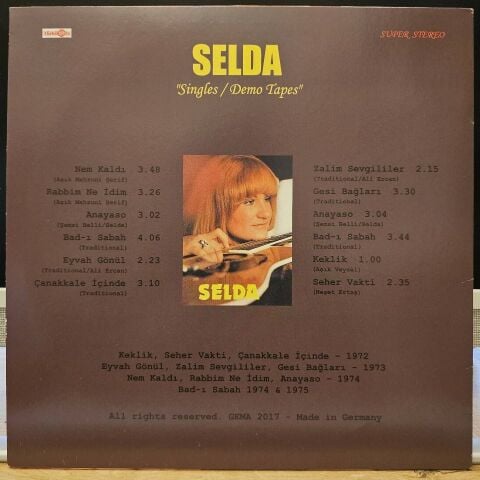 SUPER STEREO
SELDA
"Singles / Demo Tapes"
Nem Kaldı 3.48
(Aşık Mahzuni Şerif)
Rabbim Ne İdim 3.26
(Aşık Mahzuni Şerif)
Anayaso 3.02
(Şemsi Belli/Selda)
Bad-ı Sabah 4.06
(Traditional)
Eyvah Gönül 2.23
(Traditional/Ali Ercan)
Çanakkale İçinde 3.10
(Traditional)
SELDA
Zalim Sevgililer 2.15
(Traditional/Ali Ercan)
Gesi Bağları 3.30
(Traditional)
Anayaso 3.04
(Şemsi Belli/Selda)
Bad-ı Sabah 3.44
(Traditional)
Keklik 1.00
(Aşık Veysel)
Seher Vakti 2.35
(Neşet Ertaş)
Keklik, Seher Vakti, Çanakkale İçinde - 1972
Eyvah Gönül, Zalim Sevgililer, Gesi Bağları - 1973
Nem Kaldı, Rabbim Ne İdim, Anayaso - 1974
Bad-ı Sabah 1974 & 1975
All rights reserved. GEMA 2017 - Made in Germany